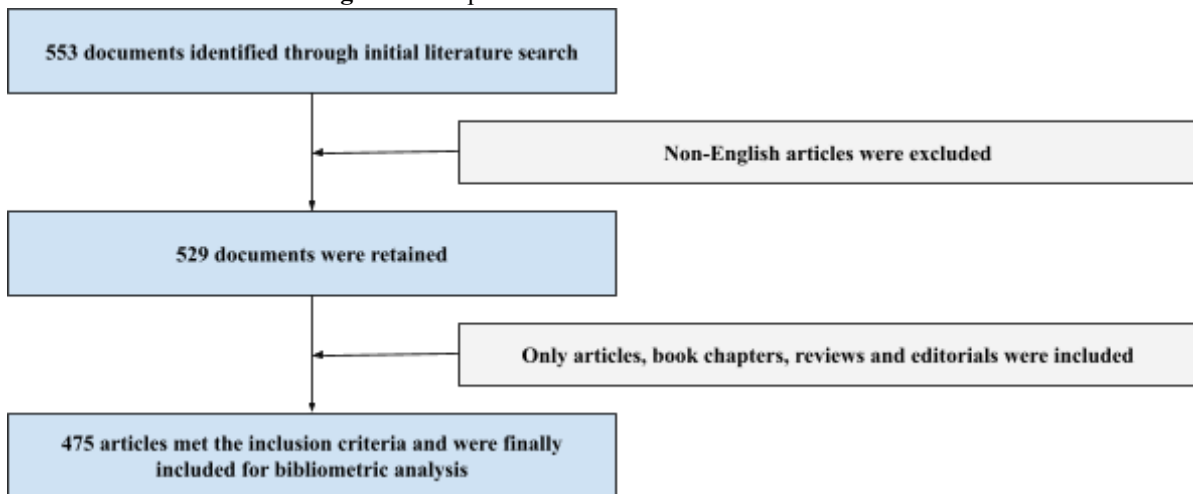 553 documents identified through initial literature search
Non-English articles were excluded
529 documents were retained
Only articles, book chapters, reviews and editorials were included
475 articles met the inclusion criteria and were finally
included for bibliometric analysis